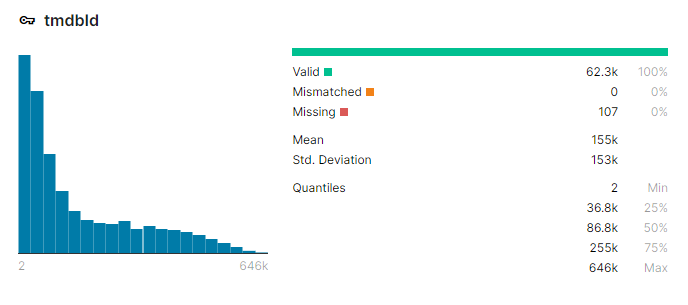 tmdbId
2 646k
Valid 62.3k 100%
Mismatched 0 0%
Missing 107 0%
Mean 155k
Std. Deviation 153k
Quantiles 2 Min
36.8k 25%
86.8k 50%
255k 75%
646k Max